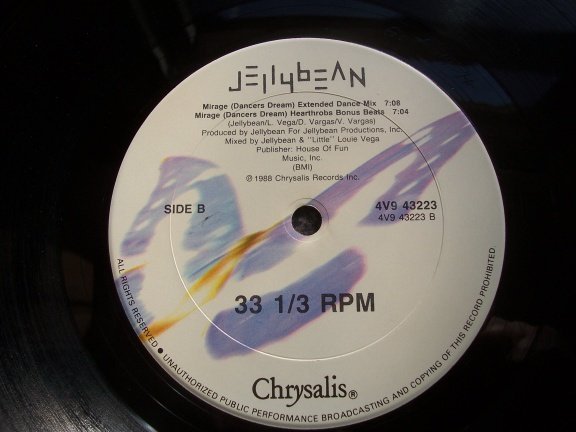 JEllybEAN
Mirage (Dancers Dream) Extended Dance Mix 7:08
Mirage (Dancers Dream) Hearthrobs Bonus Beats 7:04
(Jellybean/L. Vega/D. Vargas/V. Vargas)
Produced by Jellybean For Jellybean Productions, Inc.
Mixed by Jellybean & "Little" Louie Vega
Publisher: House Of Fun
Music, Inc.
(BMI)
℗ 1988 Chrysalis Records Inc.
SIDE B
4V9 43223
4V9 43223 B
33 1/3 RPM
Chrysalis®
ALL RIGHTS RESERVED • UNAUTHORIZED PUBLIC PERFORMANCE BROADCASTING AND COPYING OF THIS RECORD PROHIBITED.